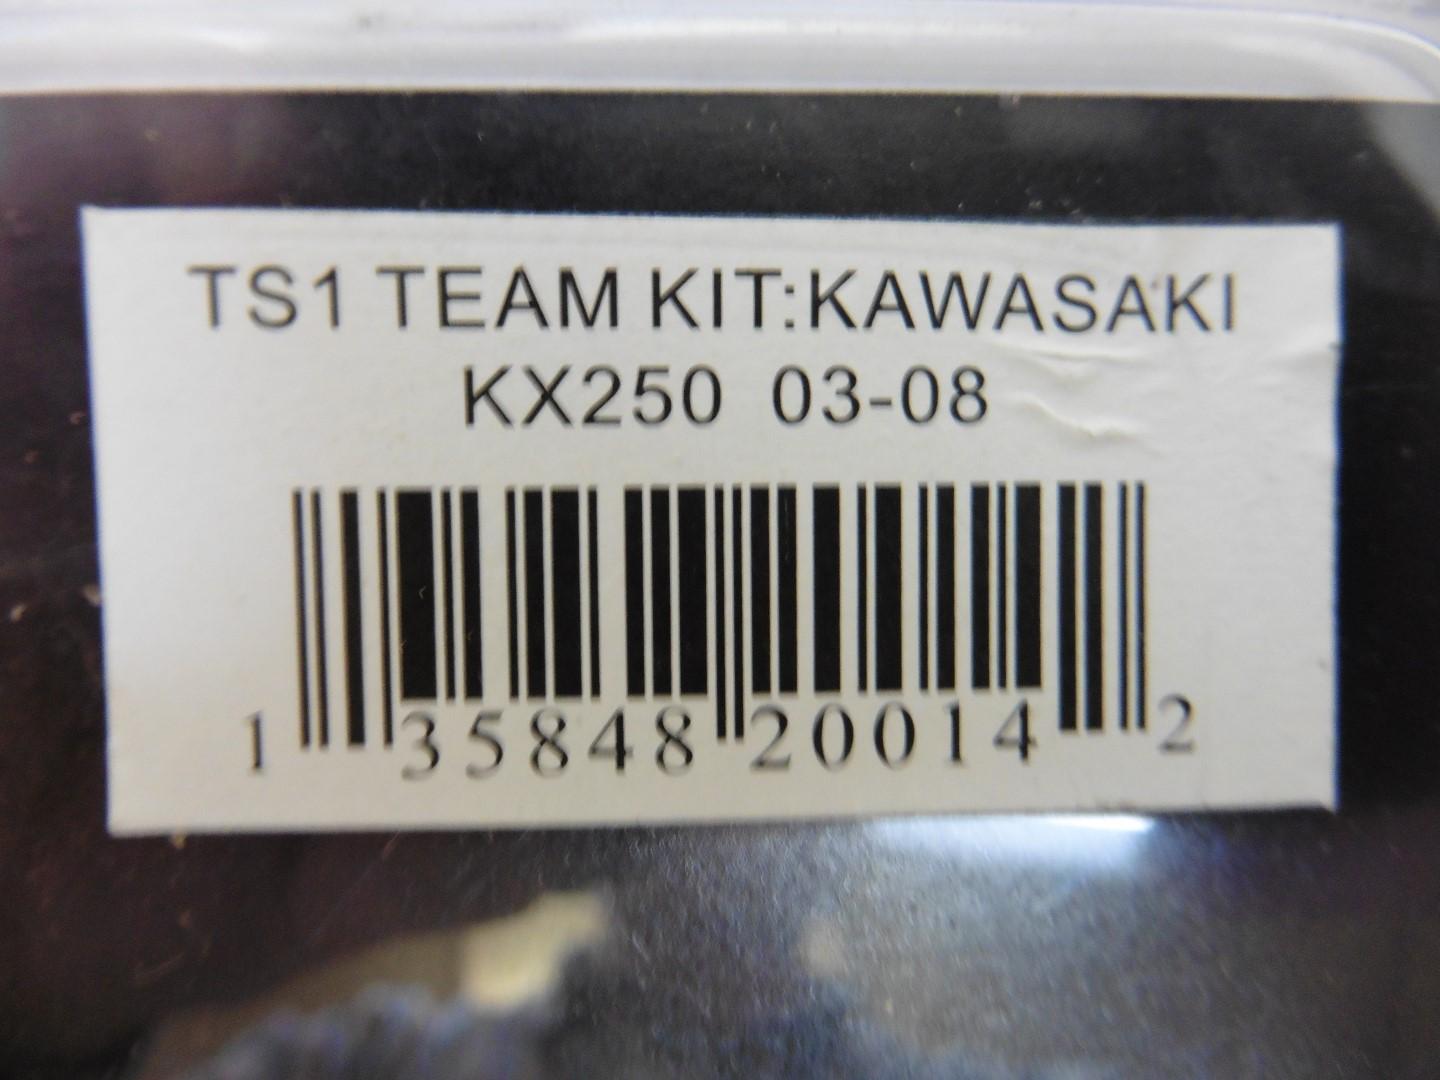 TS1 TEAM KIT:KAWASAKI
KX250 03-08
1 35848 20014 2